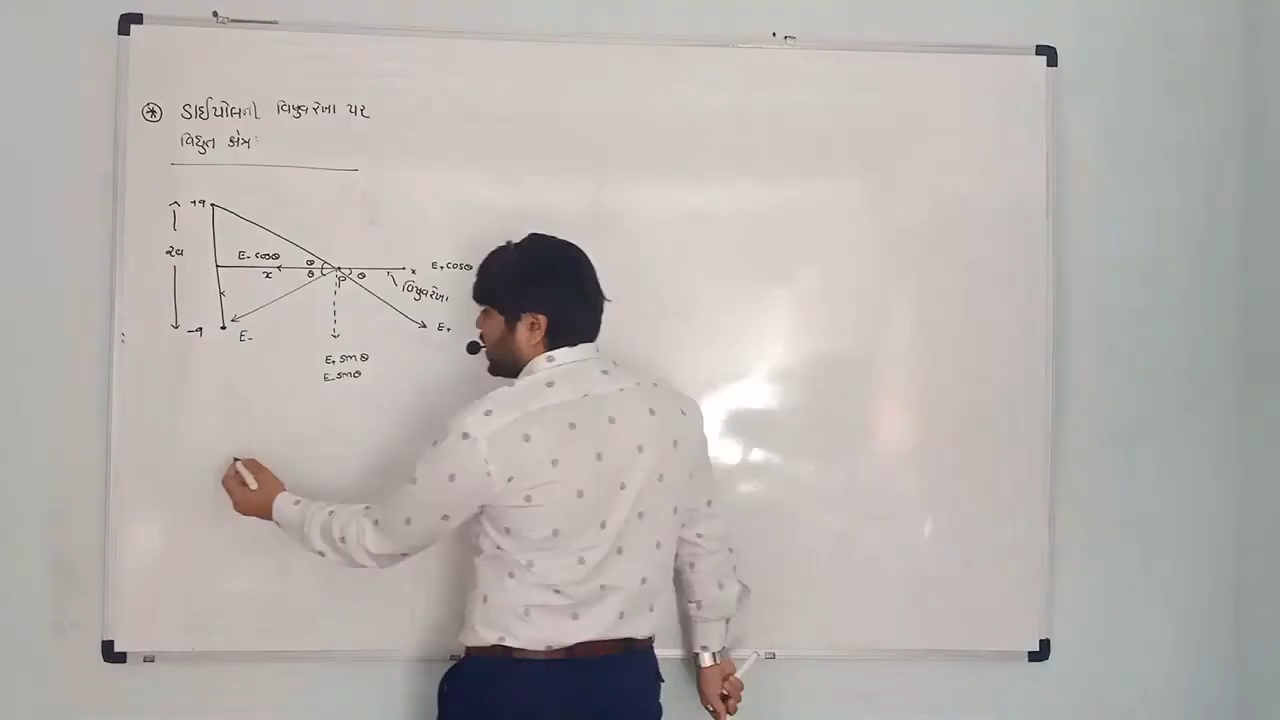 * ડાઈપોલની વિષુવરેખા પર
વિદ્યુત ક્ષેત્ર:
+q
2a
E- cosθ
θ
x
E+ cosθ
x
θ
P
θ
વિષુવરેખા
-q
E-
E+
E+ sinθ
E- sinθ